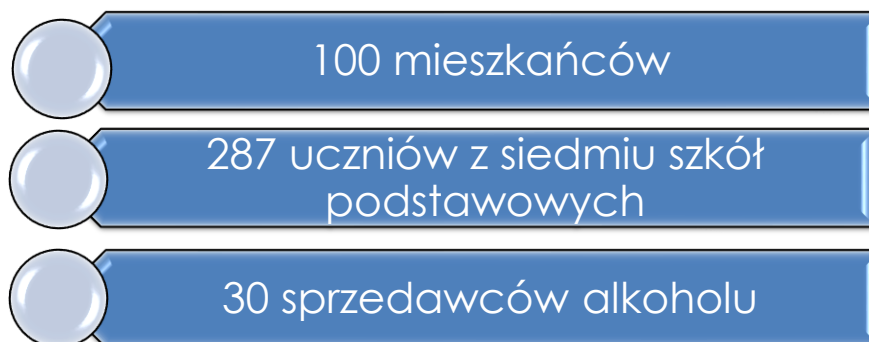 100 mieszkańców
287 uczniów z siedmiu szkół
podstawowych
30 sprzedawców alkoholu